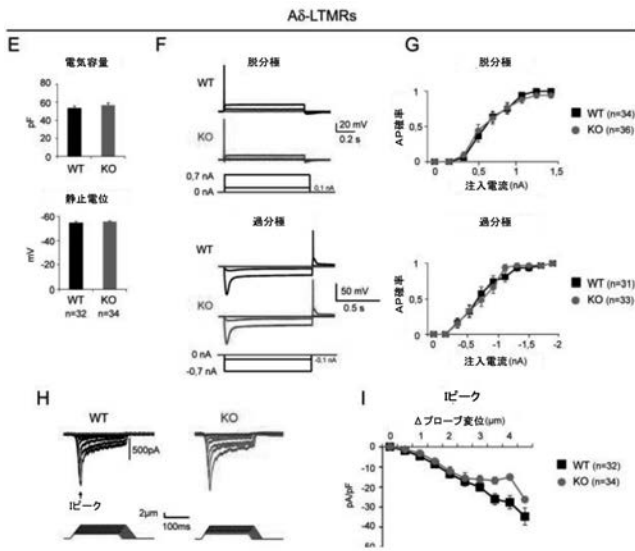 Aδ-LTMRs
E
電気容量
80
60
40
20
0
pF
WT
KO
静止電位
-60
-40
-20
0
mV
WT
KO
n=32
n=34
F
脱分極
WT
KO
20 mV
0.2 s
0,7 nA
0 nA
0,1 nA
過分極
WT
KO
50 mV
0.5 s
0 nA
-0,7 nA
-0,1 nA
G
脱分極
AP確率
1
0,5
0
0
0,5
1
1,5
注入電流(nA)
WT (n=34)
KO (n=36)
過分極
AP確率
1
0,5
0
0
-0,5
-1
-1,5
-2
注入電流(nA)
WT (n=31)
KO (n=33)
H
WT
KO
500pA
Iピーク
2μm
100ms
I
Iピーク
Δプローブ変位(μm)
0
1
2
3
4
0
-10
-20
-30
-40
-50
pA/pF
WT (n=32)
KO (n=34)